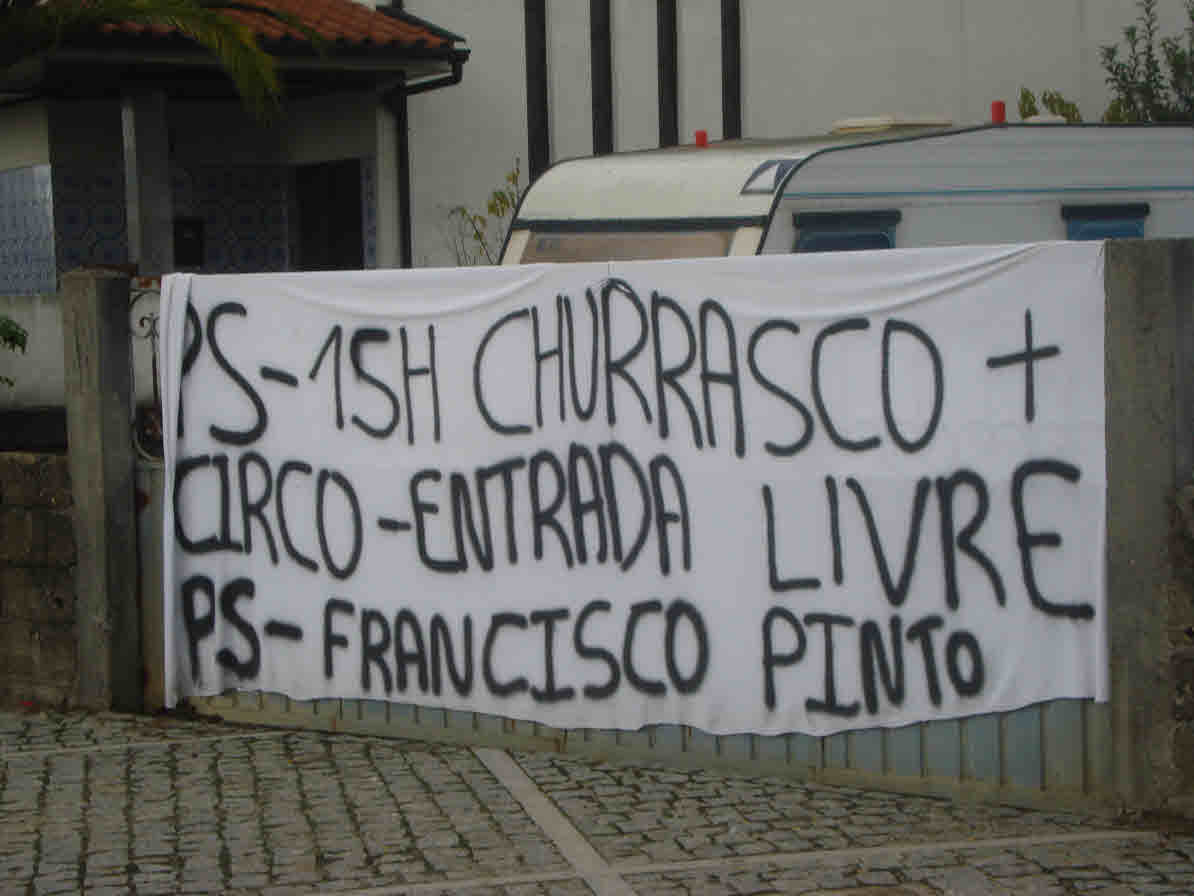 PS-15H CHURRASCO +
CIRCO-ENTRADA LIVRE
PS-FRANCISCO PINTO